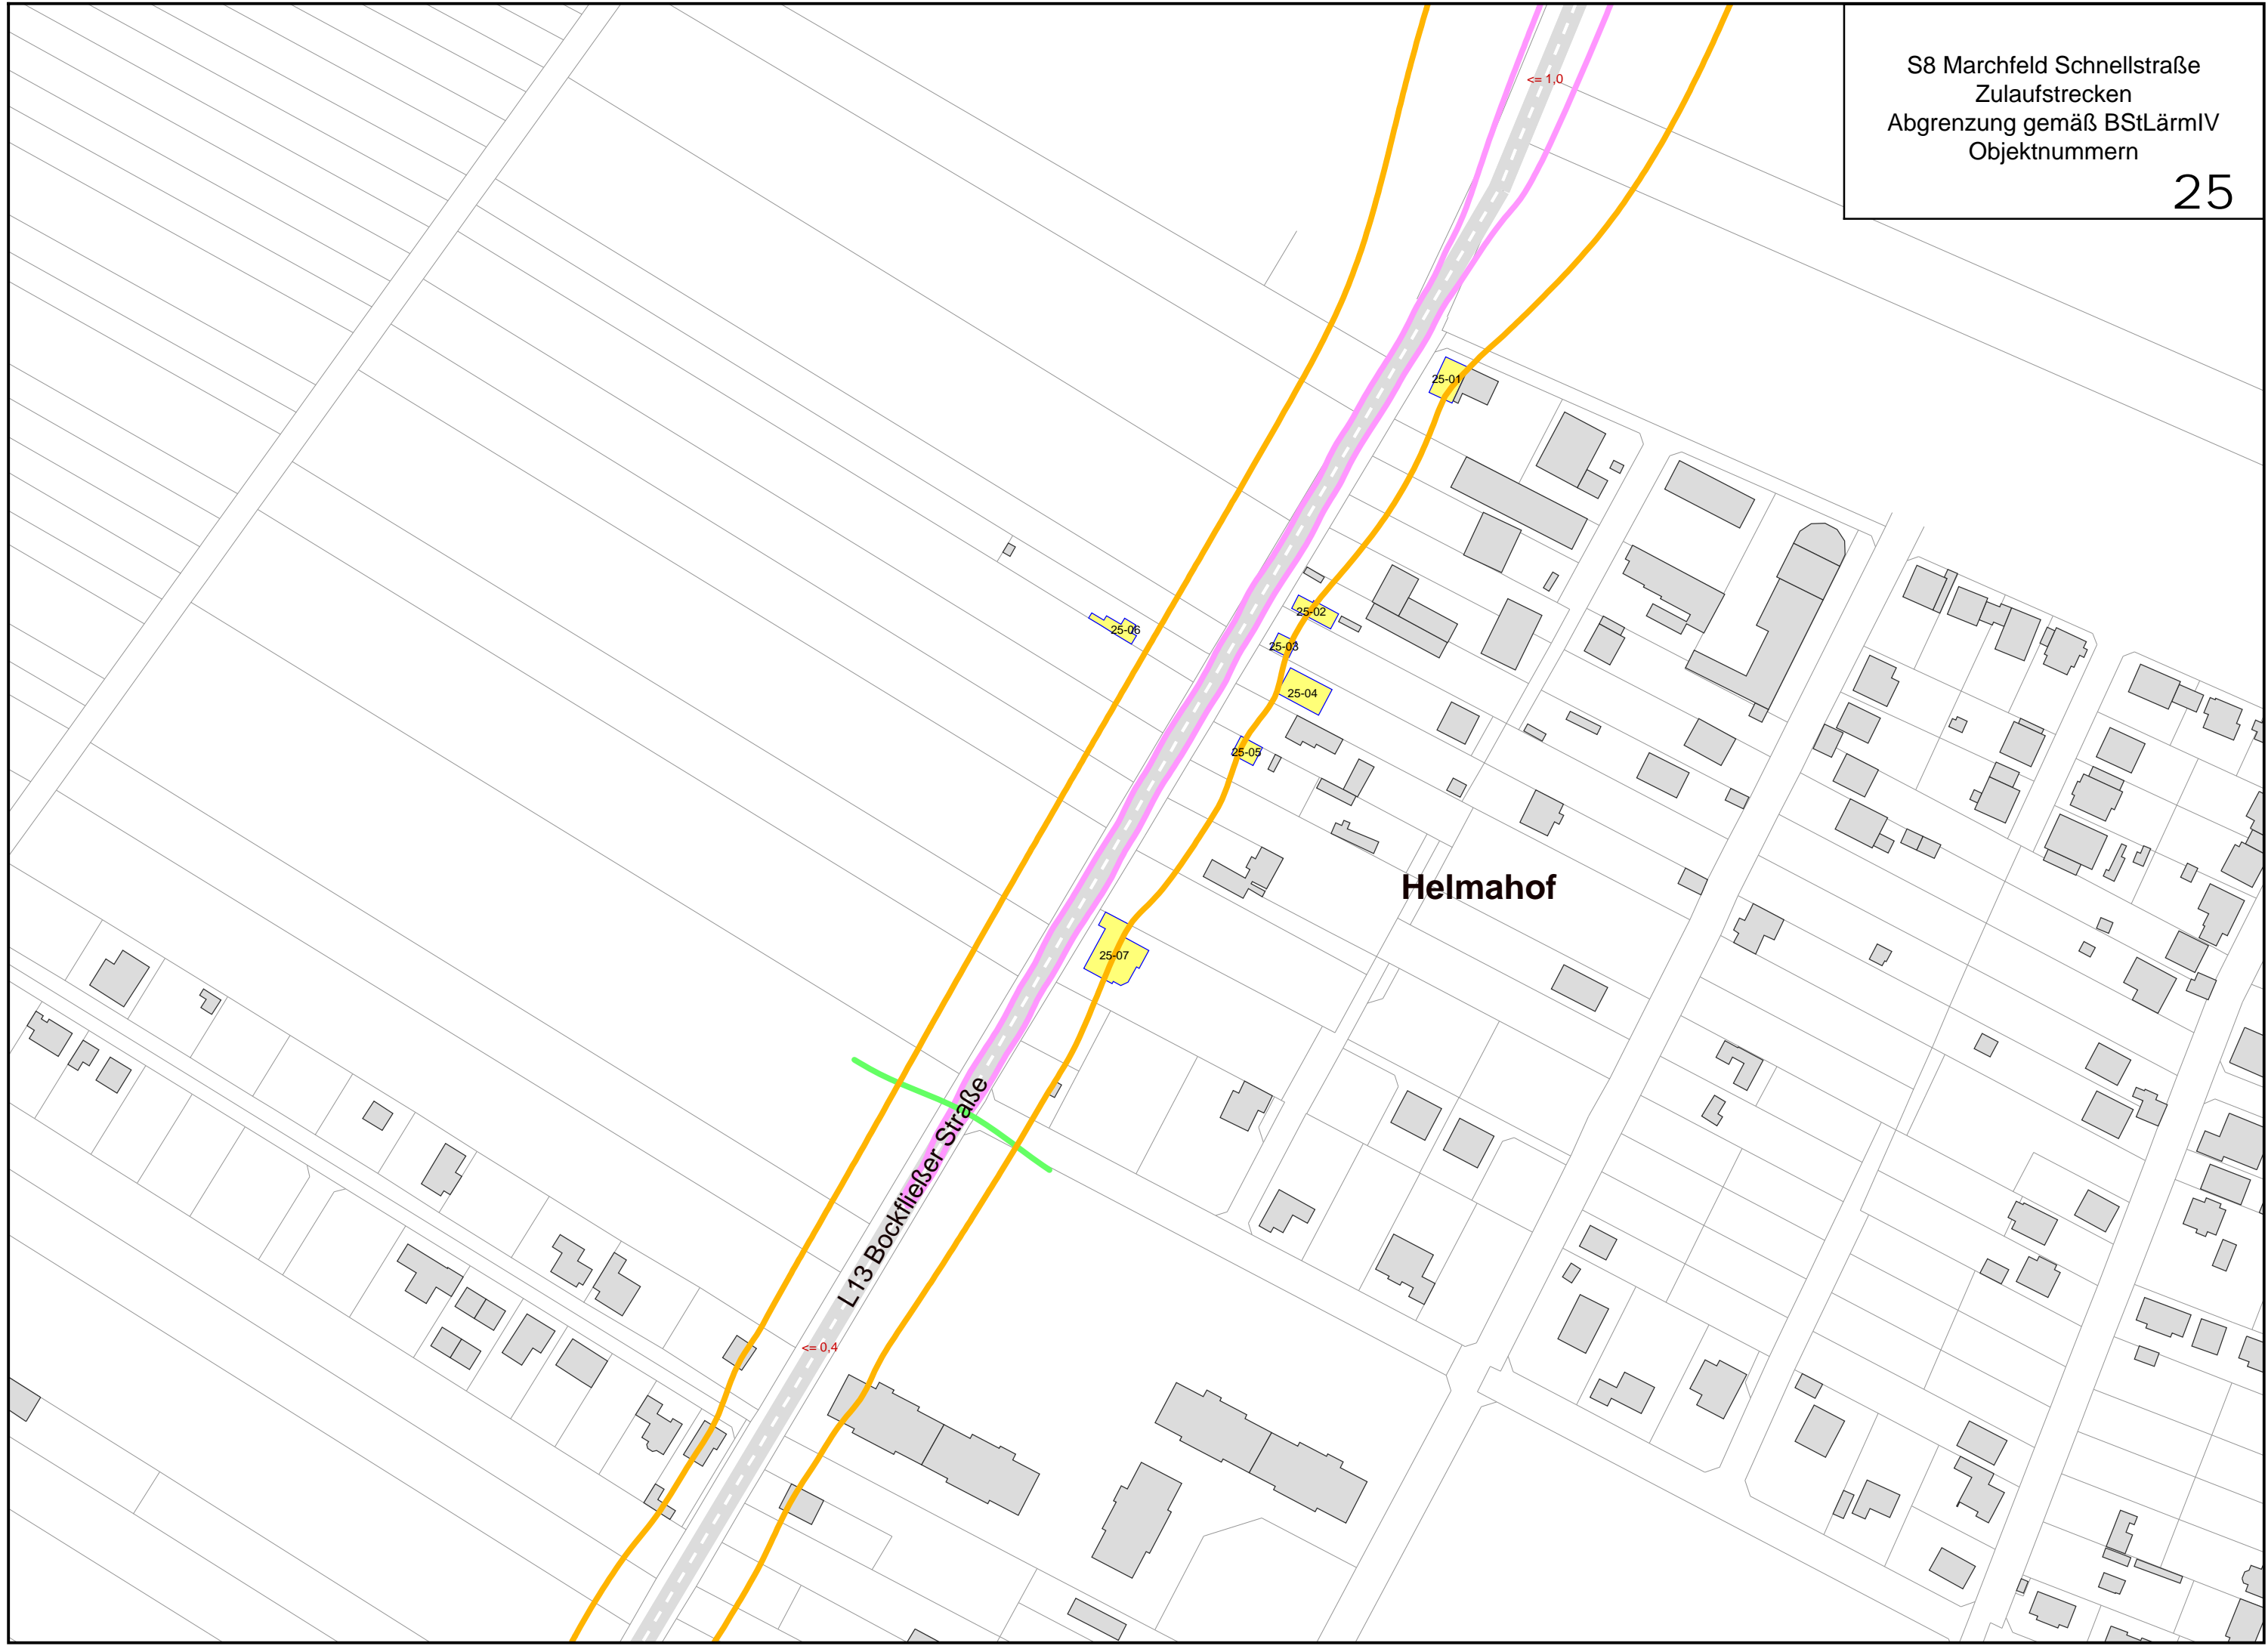 S8 Marchfeld Schnellstraße
Zulaufstrecken
Abgrenzung gemäß BStLärmIV
Objektnummern
25
<= 1,0
25-01
25-02
25-06
25-03
25-04
25-05
Helmahof
25-07
L13 Bockfließer Straße
<= 0,4